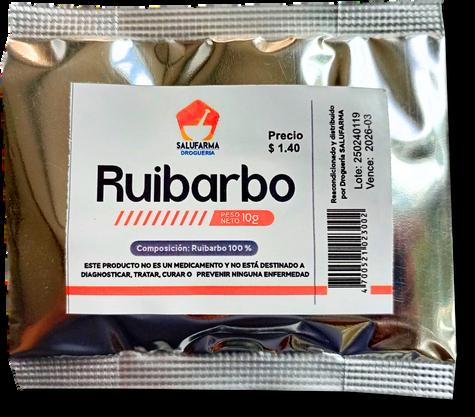 SALUFARMA
DROGUERIA
Precio
$ 1.40
Ruibarbo
PESO
NETO 10g
Composición: Ruibarbo 100 %
ESTE PRODUCTO NO ES UN MEDICAMENTO Y NO ESTÁ DESTINADO A
DIAGNOSTICAR, TRATAR, CURAR O PREVENIR NINGUNA ENFERMEDAD
Reacondicionado y distribuido
por Droguería SALUFARMA
Lote: 250240119
Vence: 2026-03
4700521023002